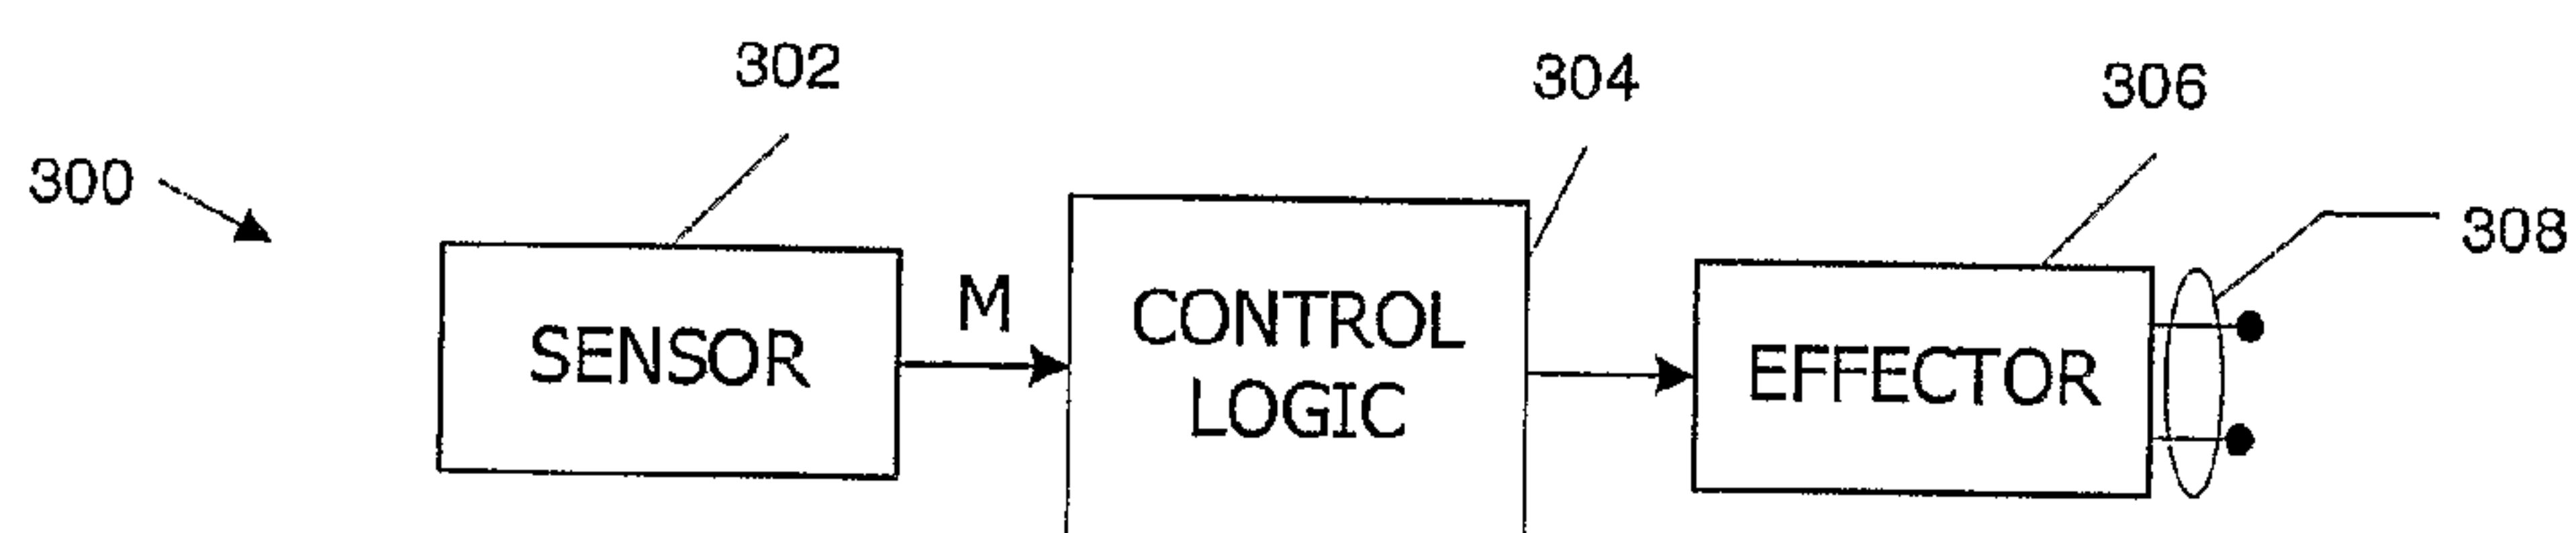 302
304
306
300
308
SENSOR
M
CONTROL
LOGIC
EFFECTOR